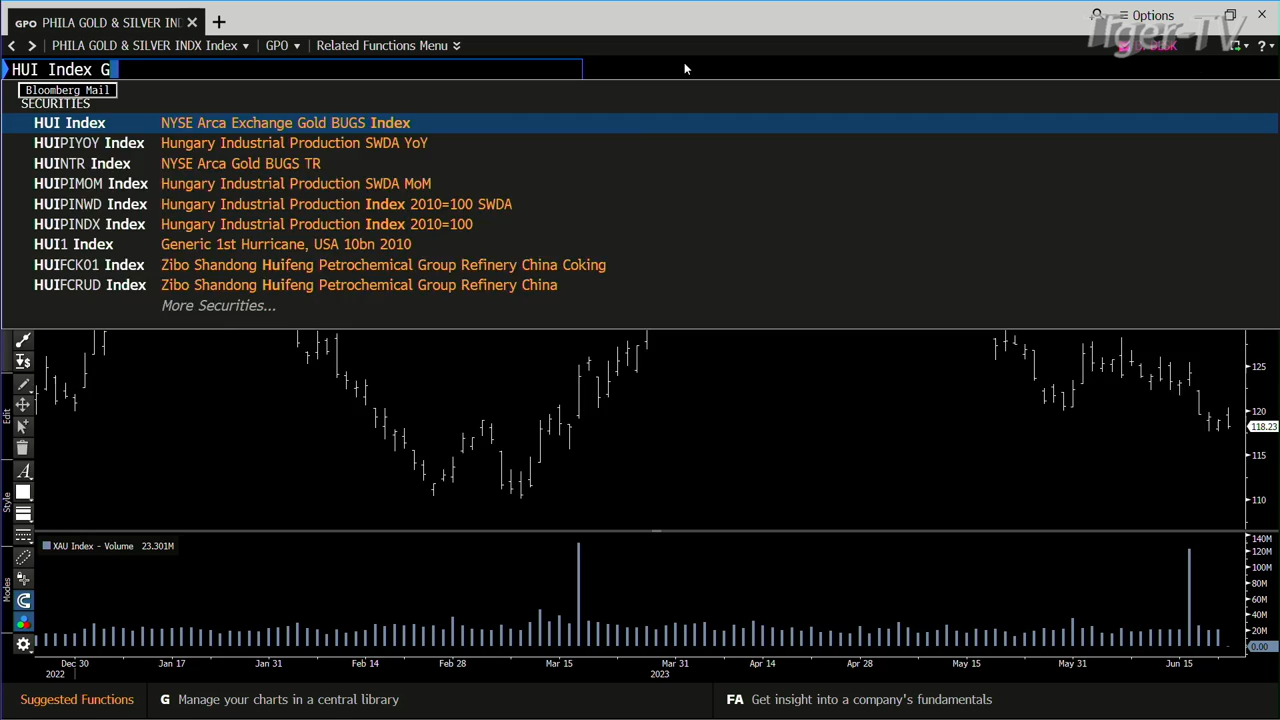 GPO PHILA GOLD & SILVER IND
Options
PHILA GOLD & SILVER INDX Index GPO Related Functions Menu
Tiger-TV
HUI Index G
Bloomberg Mail
SECURITIES
HUI Index NYSE Arca Exchange Gold BUGS Index
HUIPIYOY Index Hungary Industrial Production SWDA YoY
HUINTR Index NYSE Arca Gold BUGS TR
HUIPIMOM Index Hungary Industrial Production SWDA MoM
HUIPINWD Index Hungary Industrial Production Index 2010=100 SWDA
HUIPINDX Index Hungary Industrial Production Index 2010=100
HUI1 Index Generic 1st Hurricane, USA 10bn 2010
HUIFCK01 Index Zibo Shandong Huifeng Petrochemical Group Refinery China Coking
HUIFCRUD Index Zibo Shandong Huifeng Petrochemical Group Refinery China
More Securities...
125
120
118.23
115
110
Edit
Style
Modes
XAU Index - Volume 23.301M
140M
120M
100M
80M
60M
40M
20M
0.00
Dec 30 Jan 17 Jan 31 Feb 14 Feb 28 Mar 15 Mar 31 Apr 14 Apr 28 May 15 May 31 Jun 15
2022 2023
Suggested Functions G Manage your charts in a central library FA Get insight into a company's fundamentals